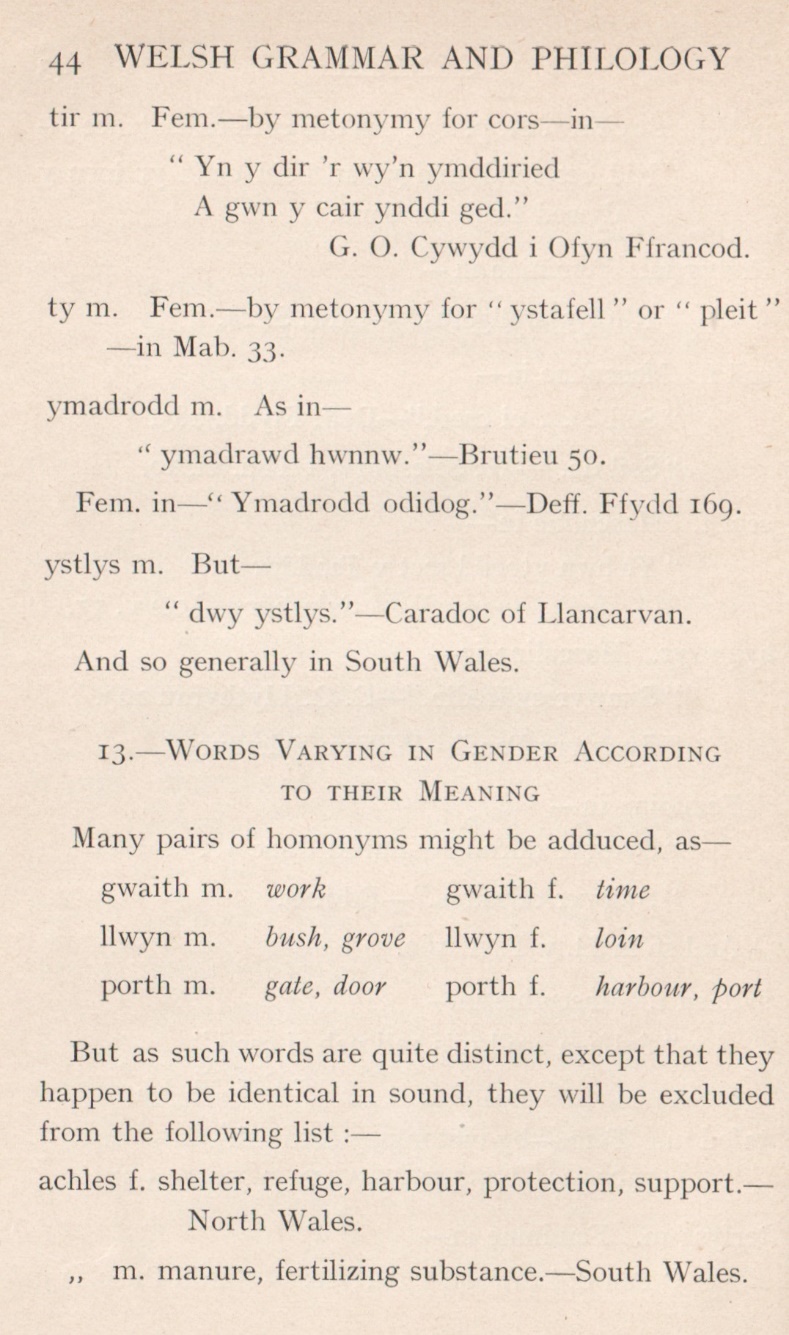 44 WELSH GRAMMAR AND PHILOLOGY
tir m. Fem.—by metonymy for cors—in—
“ Yn y dir ’r wy’n ymddiried
A gwn y cair ynddi ged.”
G. O. Cywydd i Ofyn Ffrancod.
ty m. Fem.—by metonymy for “ ystafell ” or “ pleit ”
—in Mab. 33.
ymadrodd m. As in—
“ ymadrawd hwnnw.”—Brutieu 50.
Fem. in—“ Ymadrodd odidog.”—Deff. Ffydd 169.
ystlys m. But—
“ dwy ystlys.”—Caradoc of Llancarvan.
And so generally in South Wales.
13.—Words Varying in Gender According
to their Meaning
Many pairs of homonyms might be adduced, as—
gwaith m. work gwaith f. time
llwyn m. bush, grove llwyn f. loin
porth m. gate, door porth f. harbour, port
But as such words are quite distinct, except that they
happen to be identical in sound, they will be excluded
from the following list :—
achles f. shelter, refuge, harbour, protection, support.—
North Wales.
„ m. manure, fertilizing substance.—South Wales.